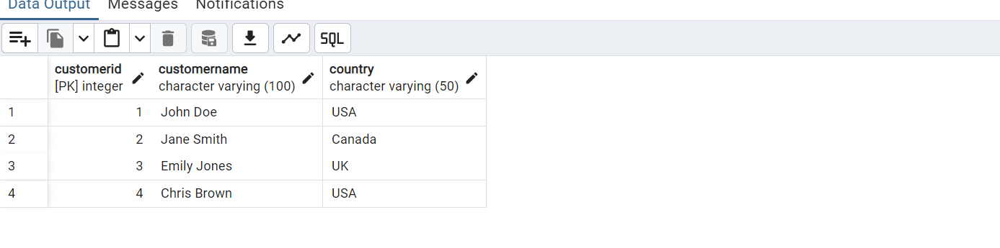 Data Output Messages Notifications
SQL
customerid customername country
[PK] integer character varying (100) character varying (50)
1 1 John Doe USA
2 2 Jane Smith Canada
3 3 Emily Jones UK
4 4 Chris Brown USA